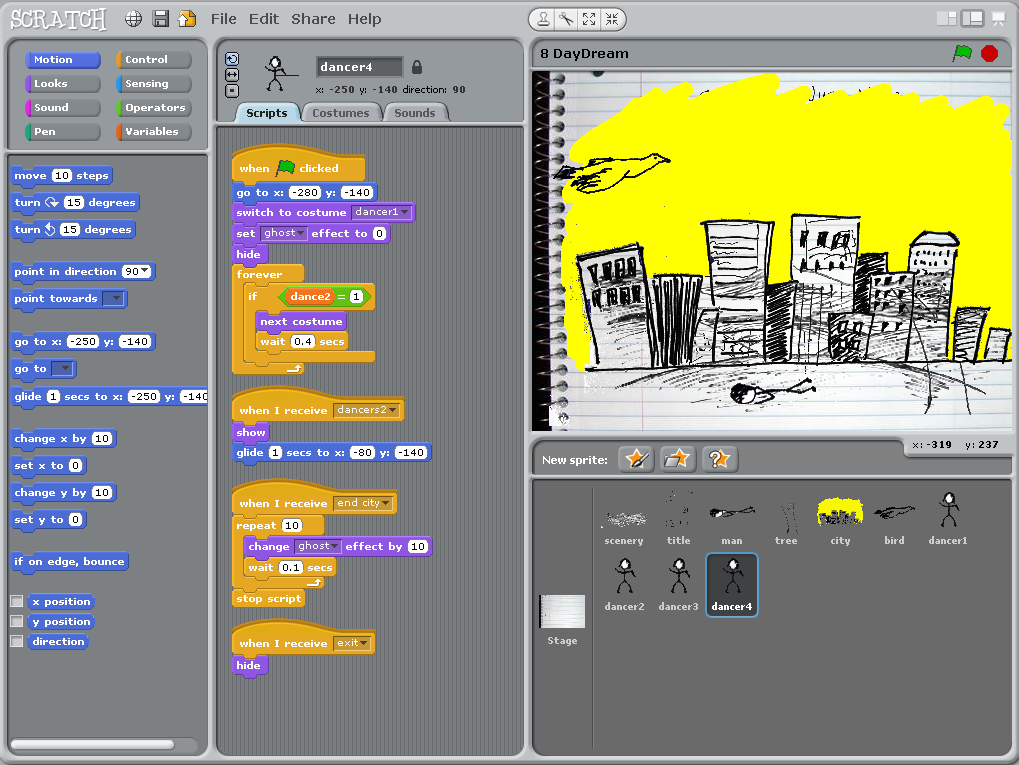 SCRATCH File Edit Share Help
Motion Control
Looks Sensing
Sound Operators
Pen Variables
move 10 steps
turn 15 degrees
turn 15 degrees
point in direction 90
point towards
go to x: -250 y: -140
go to
glide 1 secs to x: -250 y: -140
change x by 10
set x to 0
change y by 10
set y to 0
if on edge, bounce
x position
y position
direction
dancer4
x: -250 y: -140 direction: 90
Scripts Costumes Sounds
when clicked
go to x: -280 y: -140
switch to costume dancer1
set ghost effect to 0
hide
forever
if dance2 = 1
next costume
wait 0.4 secs
when I receive dancers2
show
glide 1 secs to x: -80 y: -140
when I receive end city
repeat 10
change ghost effect by 10
wait 0.1 secs
stop script
when I receive exit
hide
8 DayDream
x: -319 y: 237
New sprite:
scenery title man tree city bird dancer1
dancer2 dancer3 dancer4
Stage